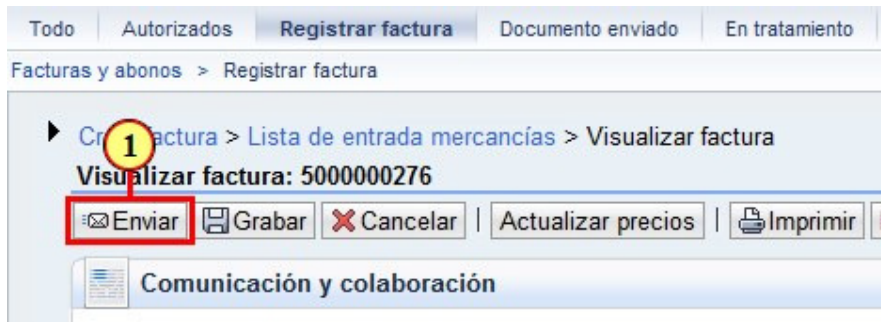 Todo Autorizados Registrar factura Documento enviado En tratamiento
Facturas y abonos > Registrar factura
1
factura > Lista de entrada mercancías > Visualizar factura
Visualizar factura: 5000000276
Enviar Grabar Cancelar | Actualizar precios | Imprimir
Comunicación y colaboración